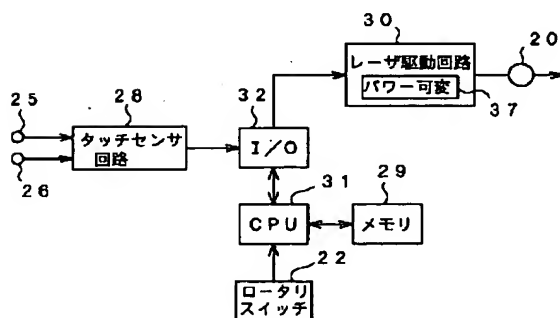 30
20
レーザ駆動回路
パワー可変
37
25
28
32
タッチセンサ
回路
I/O
26
31
29
CPU
メモリ
22
ロータリ
スイッチ